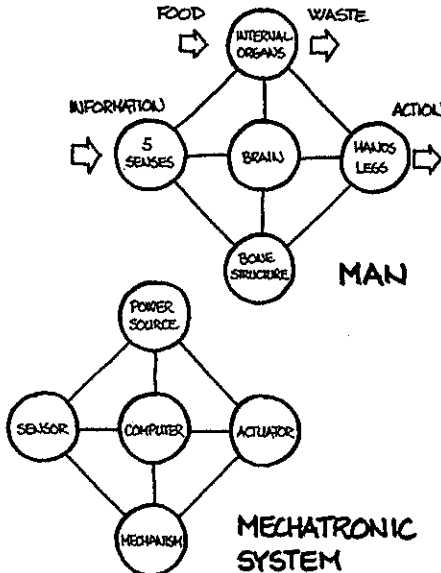 FOOD
WASTE
INTERNAL
ORGANS
INFORMATION
ACTION
5
SENSES
BRAIN
HANDS
LEGS
BONE
STRUCTURE
MAN
POWER
SOURCE
SENSOR
COMPUTER
ACTUATOR
MECHANISM
MECHATRONIC
SYSTEM